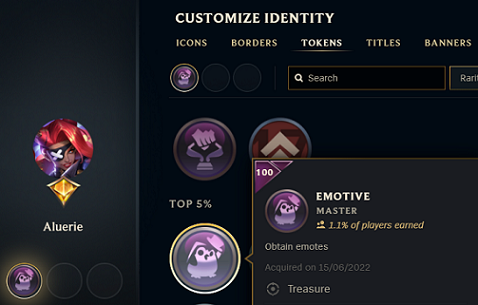 CUSTOMIZE IDENTITY
ICONS BORDERS TOKENS TITLES BANNERS
Search
Rari
Aluerie
TOP 5%
100
EMOTIVE
MASTER
1.1% of players earned
Obtain emotes
Acquired on 15/06/2022
Treasure